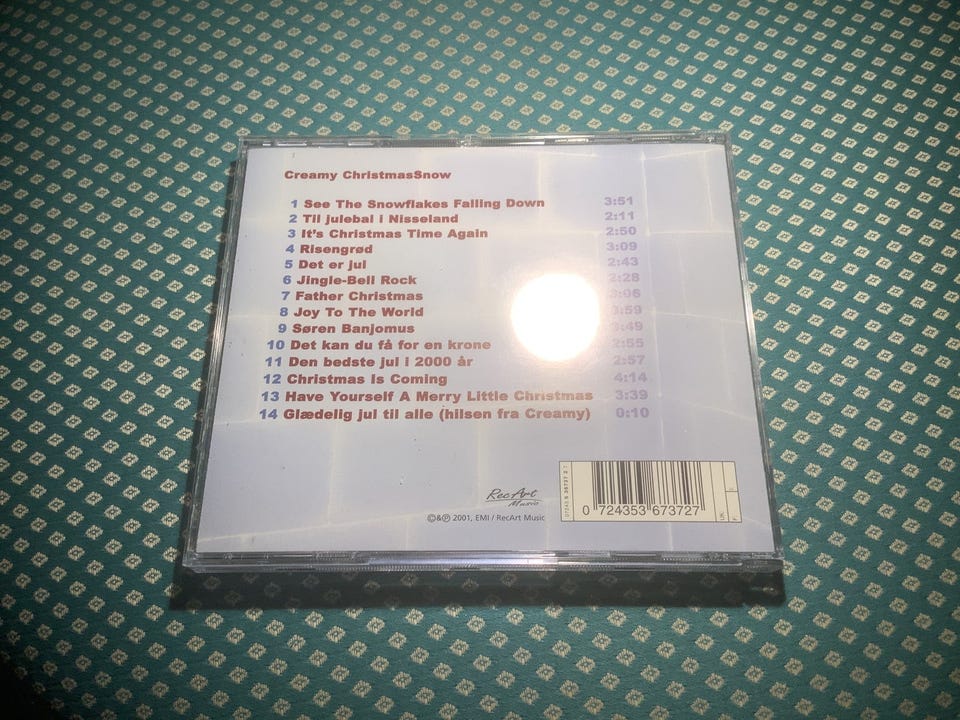 Creamy ChristmasSnow
1 See The Snowflakes Falling Down 3:51
2 Til julebal i Nisseland 2:11
3 It's Christmas Time Again 2:50
4 Risengrød 3:09
5 Det er jul 2:43
6 Jingle-Bell Rock 2:28
7 Father Christmas 3:06
8 Joy To The World :59
9 Søren Banjomus :49
10 Det kan du få for en krone 2:55
11 Den bedste jul i 2000 år 2:57
12 Christmas Is Coming 4:14
13 Have Yourself A Merry Little Christmas 3:39
14 Glædelig jul til alle (hilsen fra Creamy) 0:10
RecArt
Music
©&℗ 2001, EMI / RecArt Music
0 724353 673727